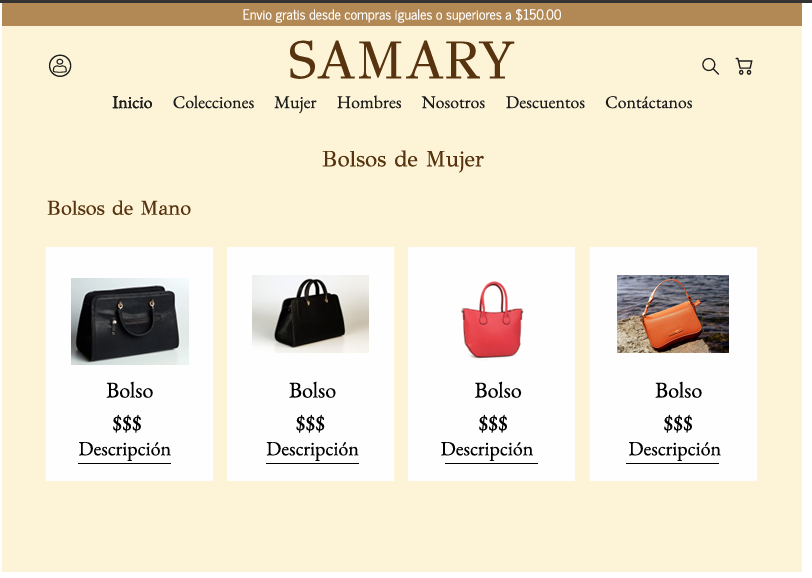 Envio gratis desde compras iguales o superiores a $150.00
SAMARY
Inicio Colecciones Mujer Hombres Nosotros Descuentos Contáctanos
Bolsos de Mujer
Bolsos de Mano
Bolso Bolso Bolso Bolso
$$$ $$$ $$$ $$$
Descripción Descripción Descripción Descripción